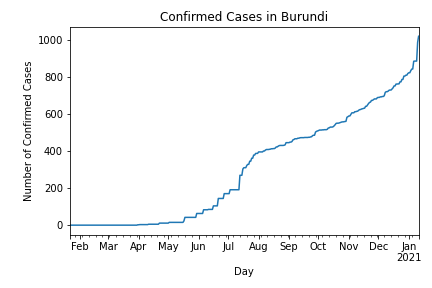 Confirmed Cases in Burundi
Number of Confirmed Cases
1000
800
600
400
200
0
Feb Mar Apr May Jun Jul Aug Sep Oct Nov Dec Jan
2021
Day